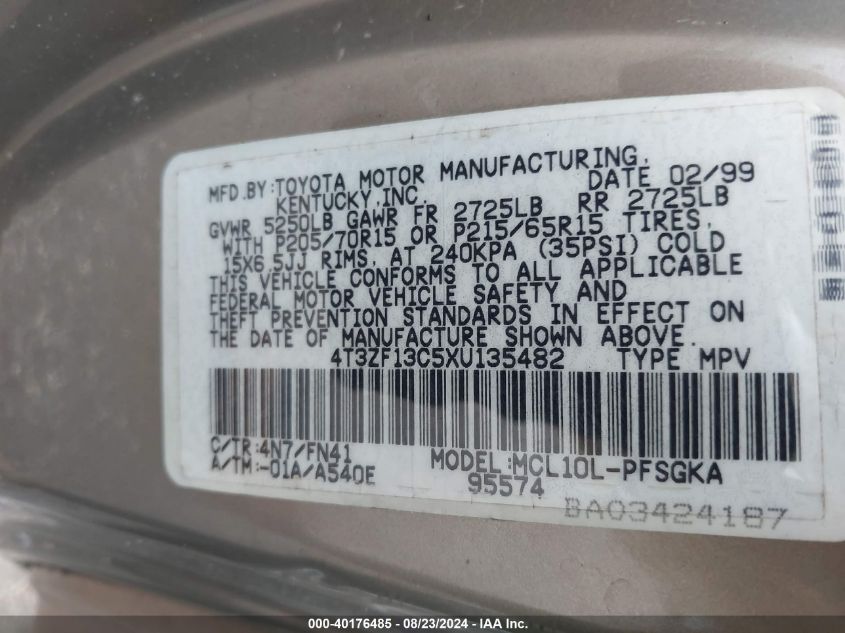 MFD.BY:TOYOTA MOTOR MANUFACTURING,
KENTUCKY,INC. DATE 02/99
GVWR 5250LB GAWR FR 2725LB RR 2725LB
WITH P205/70R15 OR P215/65R15 TIRES,
15X6.5JJ RIMS, AT 240KPA (35PSI) COLD
THIS VEHICLE CONFORMS TO ALL APPLICABLE
FEDERAL MOTOR VEHICLE SAFETY AND
THEFT PREVENTION STANDARDS IN EFFECT ON
THE DATE OF MANUFACTURE SHOWN ABOVE.
4T3ZF13C5XU135482 TYPE MPV
C/TR:4N7/FN41
A/TM:-01A/A540E MODEL:MCL10L-PFSGKA
95574
BA03424187
000-40176485 - 08/23/2024 - IAA Inc.